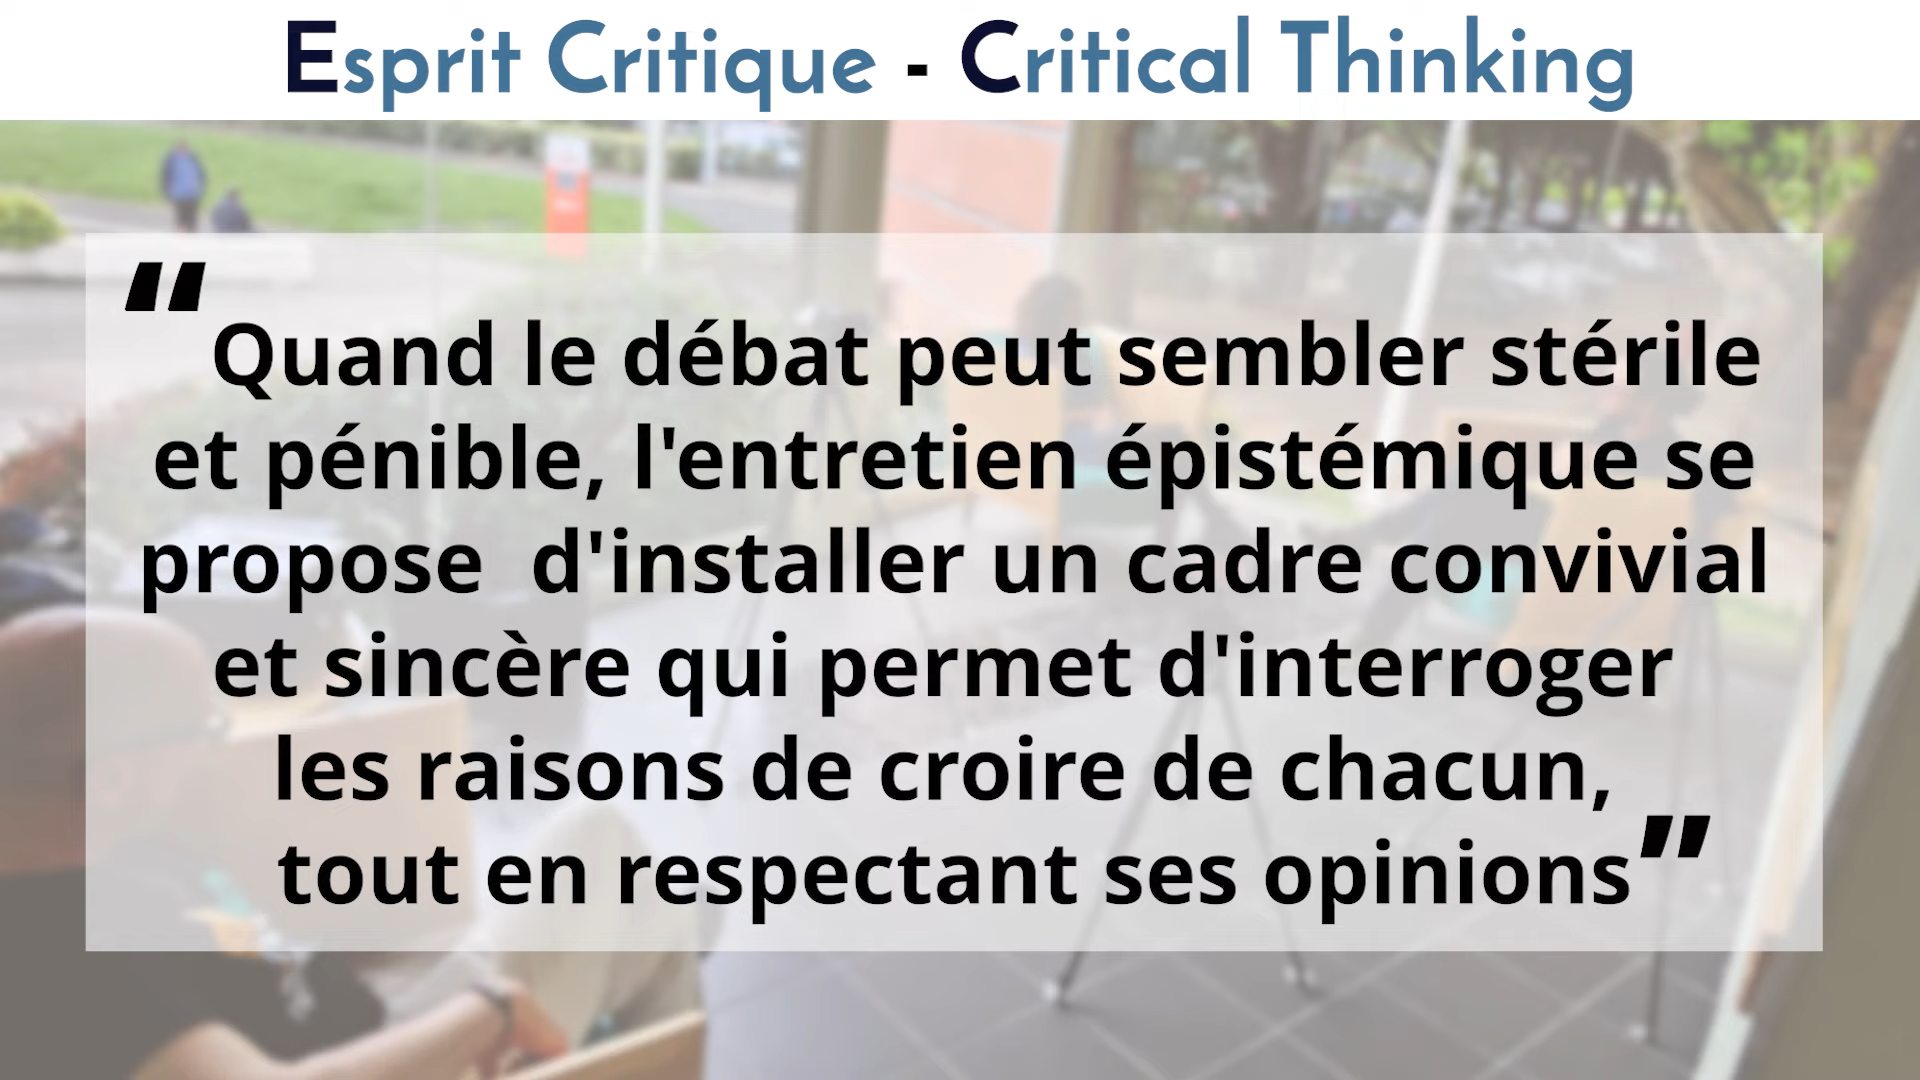 Esprit Critique - Critical Thinking
“Quand le débat peut sembler stérile
et pénible, l'entretien épistémique se
propose  d'installer un cadre convivial
et sincère qui permet d'interroger
les raisons de croire de chacun,
tout en respectant ses opinions”